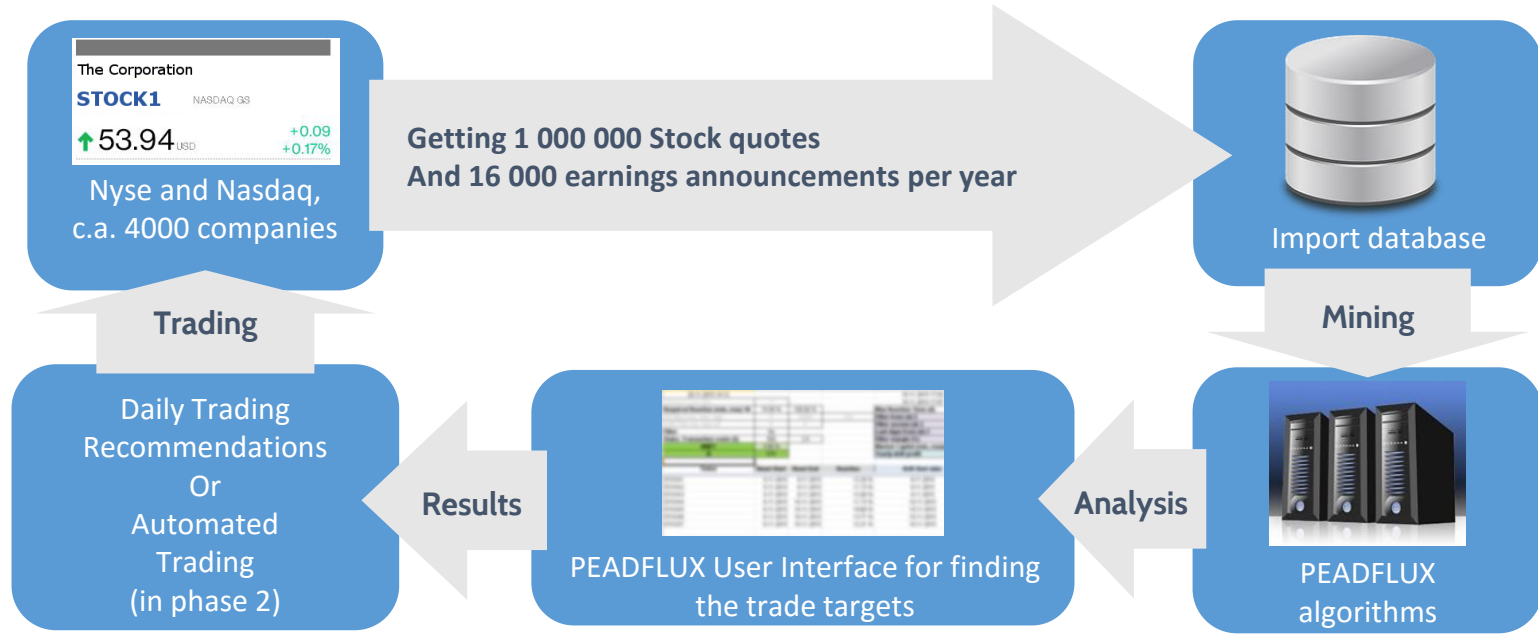 The Corporation
STOCK1 NASDAQ GS
53.94 USD +0.09
+0.17%
Nyse and Nasdaq,
c.a. 4000 companies
Getting 1 000 000 Stock quotes
And 16 000 earnings announcements per year
Import database
Trading
Mining
Daily Trading
Recommendations
Or
Automated
Trading
(in phase 2)
Results
PEADFLUX User Interface for finding
the trade targets
Analysis
PEADFLUX
algorithms